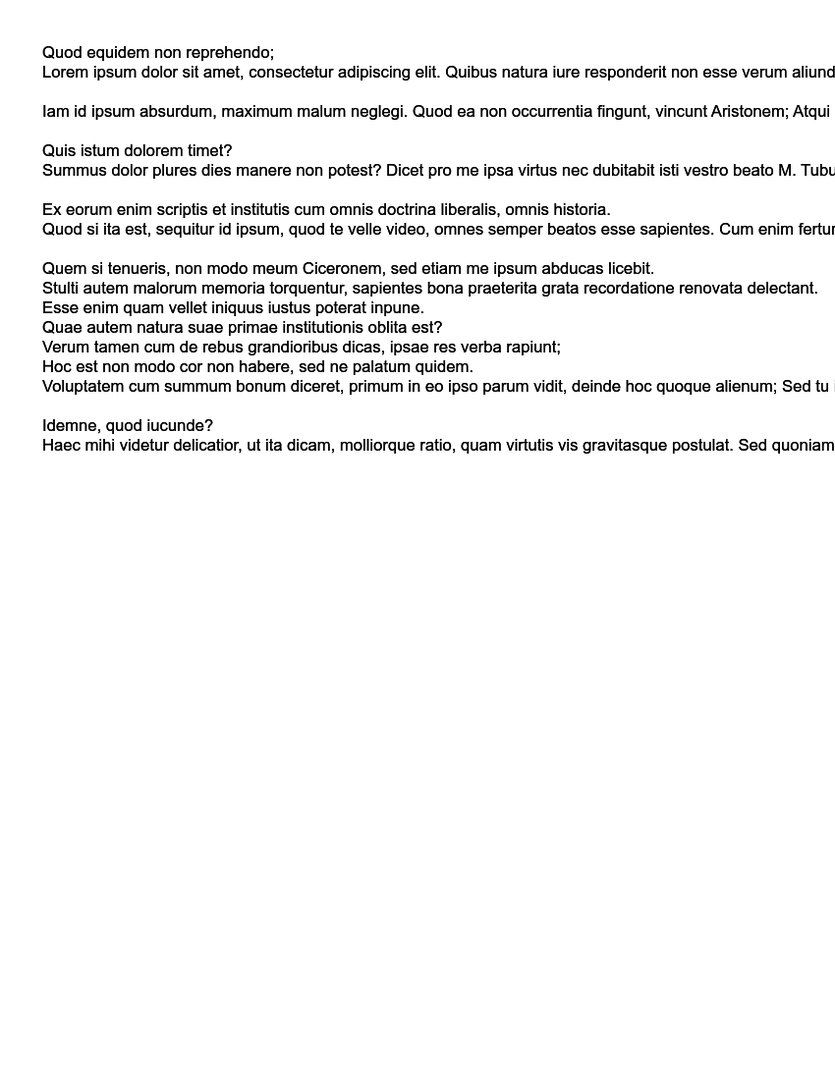 Quod equidem non reprehendo;
Lorem ipsum dolor sit amet, consectetur adipiscing elit. Quibus natura iure responderit non esse verum aliund
Iam id ipsum absurdum, maximum malum neglegi. Quod ea non occurrentia fingunt, vincunt Aristonem; Atqui
Quis istum dolorem timet?
Summus dolor plures dies manere non potest? Dicet pro me ipsa virtus nec dubitabit isti vestro beato M. Tubu
Ex eorum enim scriptis et institutis cum omnis doctrina liberalis, omnis historia.
Quod si ita est, sequitur id ipsum, quod te velle video, omnes semper beatos esse sapientes. Cum enim fertur
Quem si tenueris, non modo meum Ciceronem, sed etiam me ipsum abducas licebit.
Stulti autem malorum memoria torquentur, sapientes bona praeterita grata recordatione renovata delectant.
Esse enim quam vellet iniquus iustus poterat inpune.
Quae autem natura suae primae institutionis oblita est?
Verum tamen cum de rebus grandioribus dicas, ipsae res verba rapiunt;
Hoc est non modo cor non habere, sed ne palatum quidem.
Voluptatem cum summum bonum diceret, primum in eo ipso parum vidit, deinde hoc quoque alienum; Sed tu
Idemne, quod iucunde?
Haec mihi videtur delicatior, ut ita dicam, molliorque ratio, quam virtutis vis gravitasque postulat. Sed quoniam